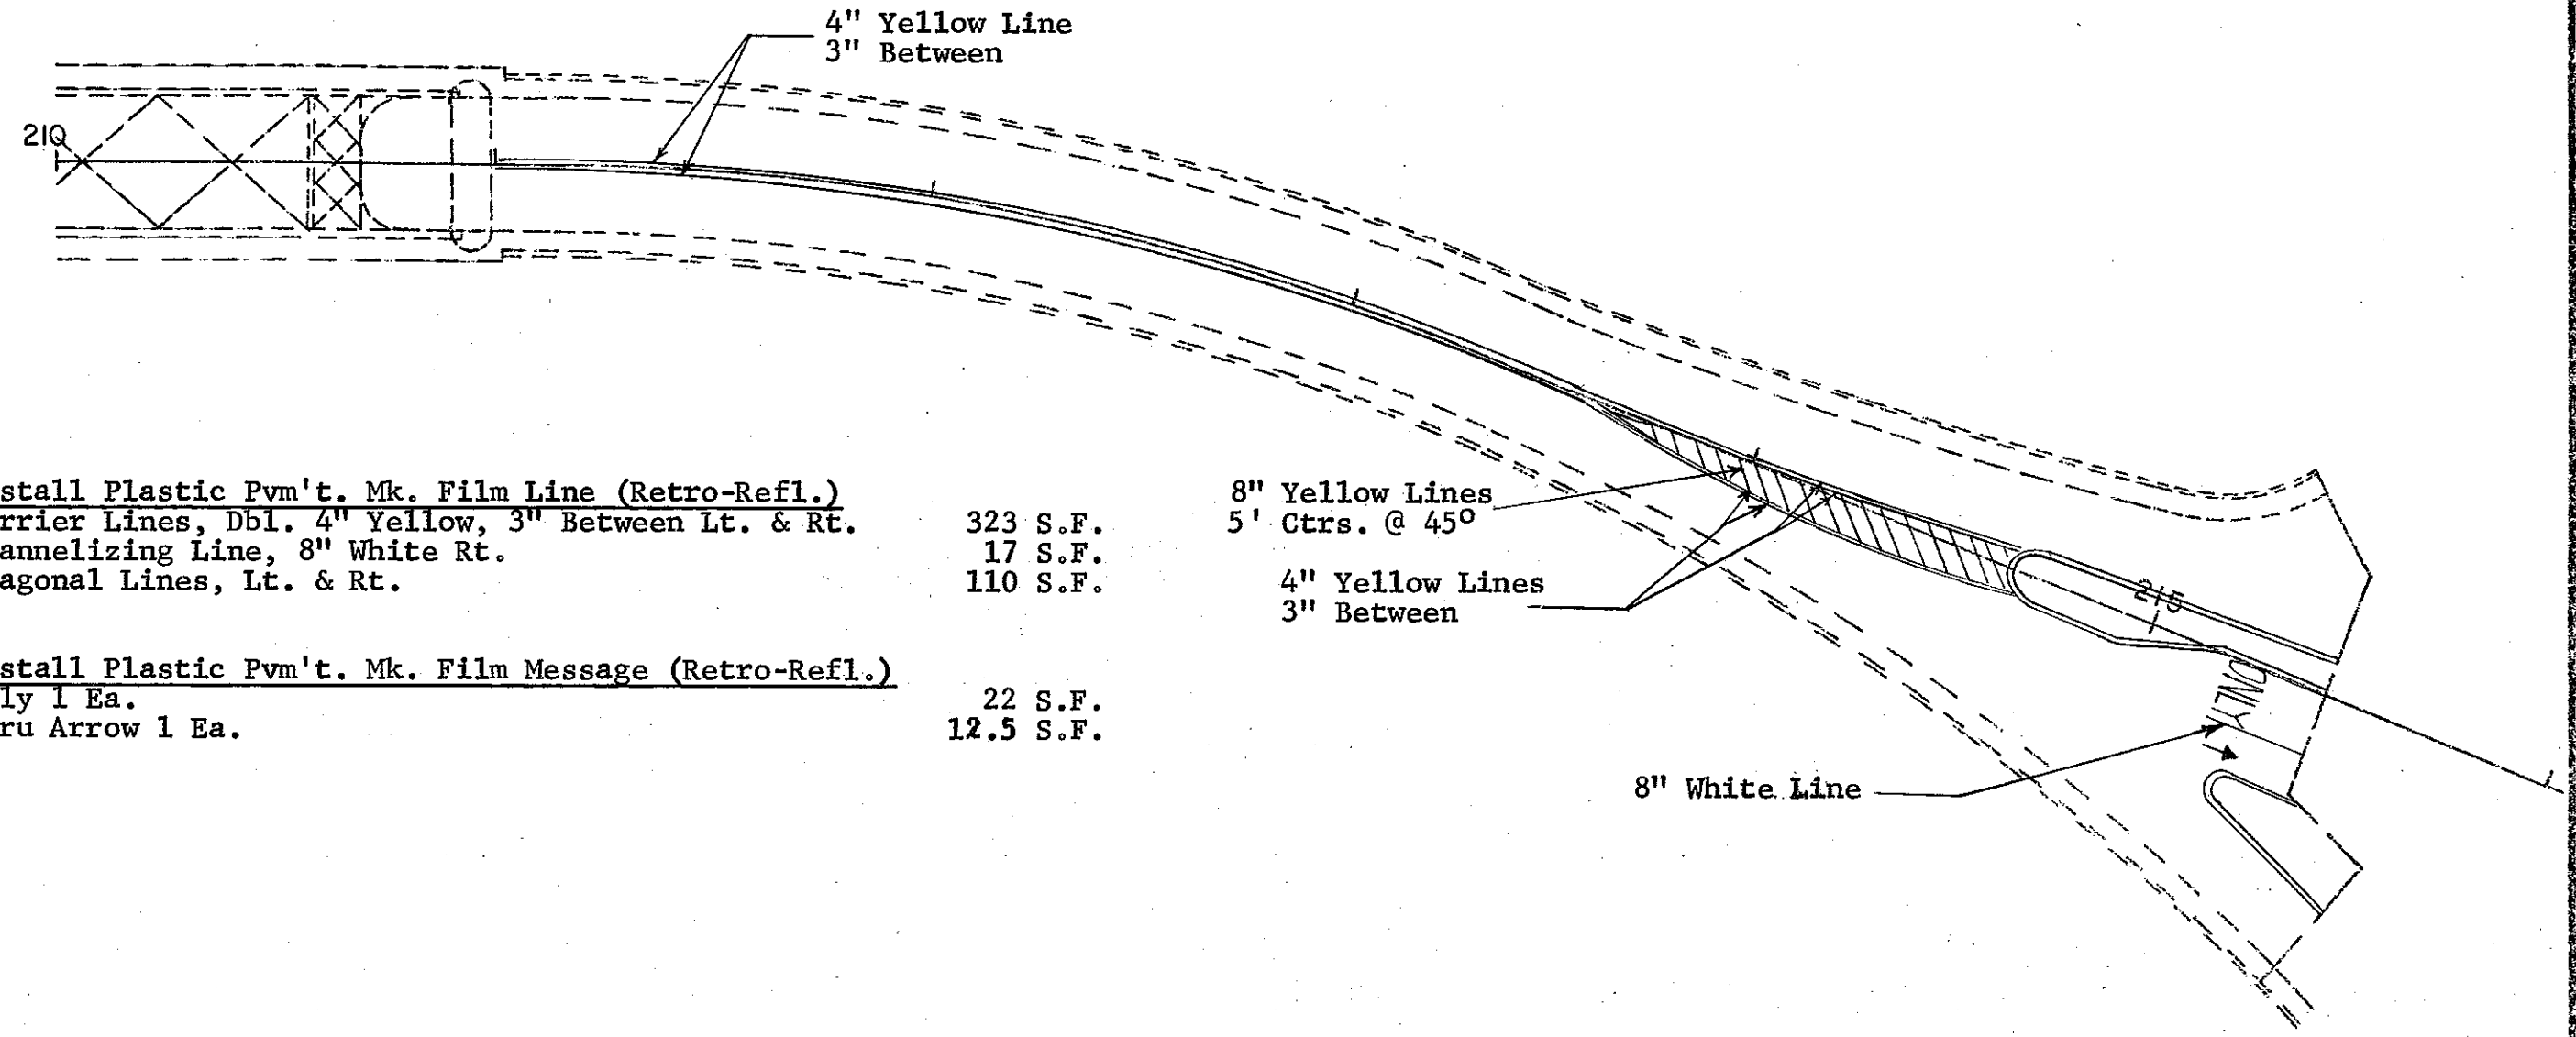 4" Yellow Line
3" Between
210
stall Plastic Pvm't. Mk. Film Line (Retro-Refl.)
rrier Lines, Dbl. 4" Yellow, 3" Between Lt. & Rt. 323 S.F.
annelizing Line, 8" White Rt. 17 S.F.
agonal Lines, Lt. & Rt. 110 S.F.
8" Yellow Lines
5' Ctrs. @ 45°
4" Yellow Lines
3" Between
215
ONLY
stall Plastic Pvm't. Mk. Film Message (Retro-Refl.)
ly 1 Ea. 22 S.F.
ru Arrow 1 Ea. 12.5 S.F.
8" White Line